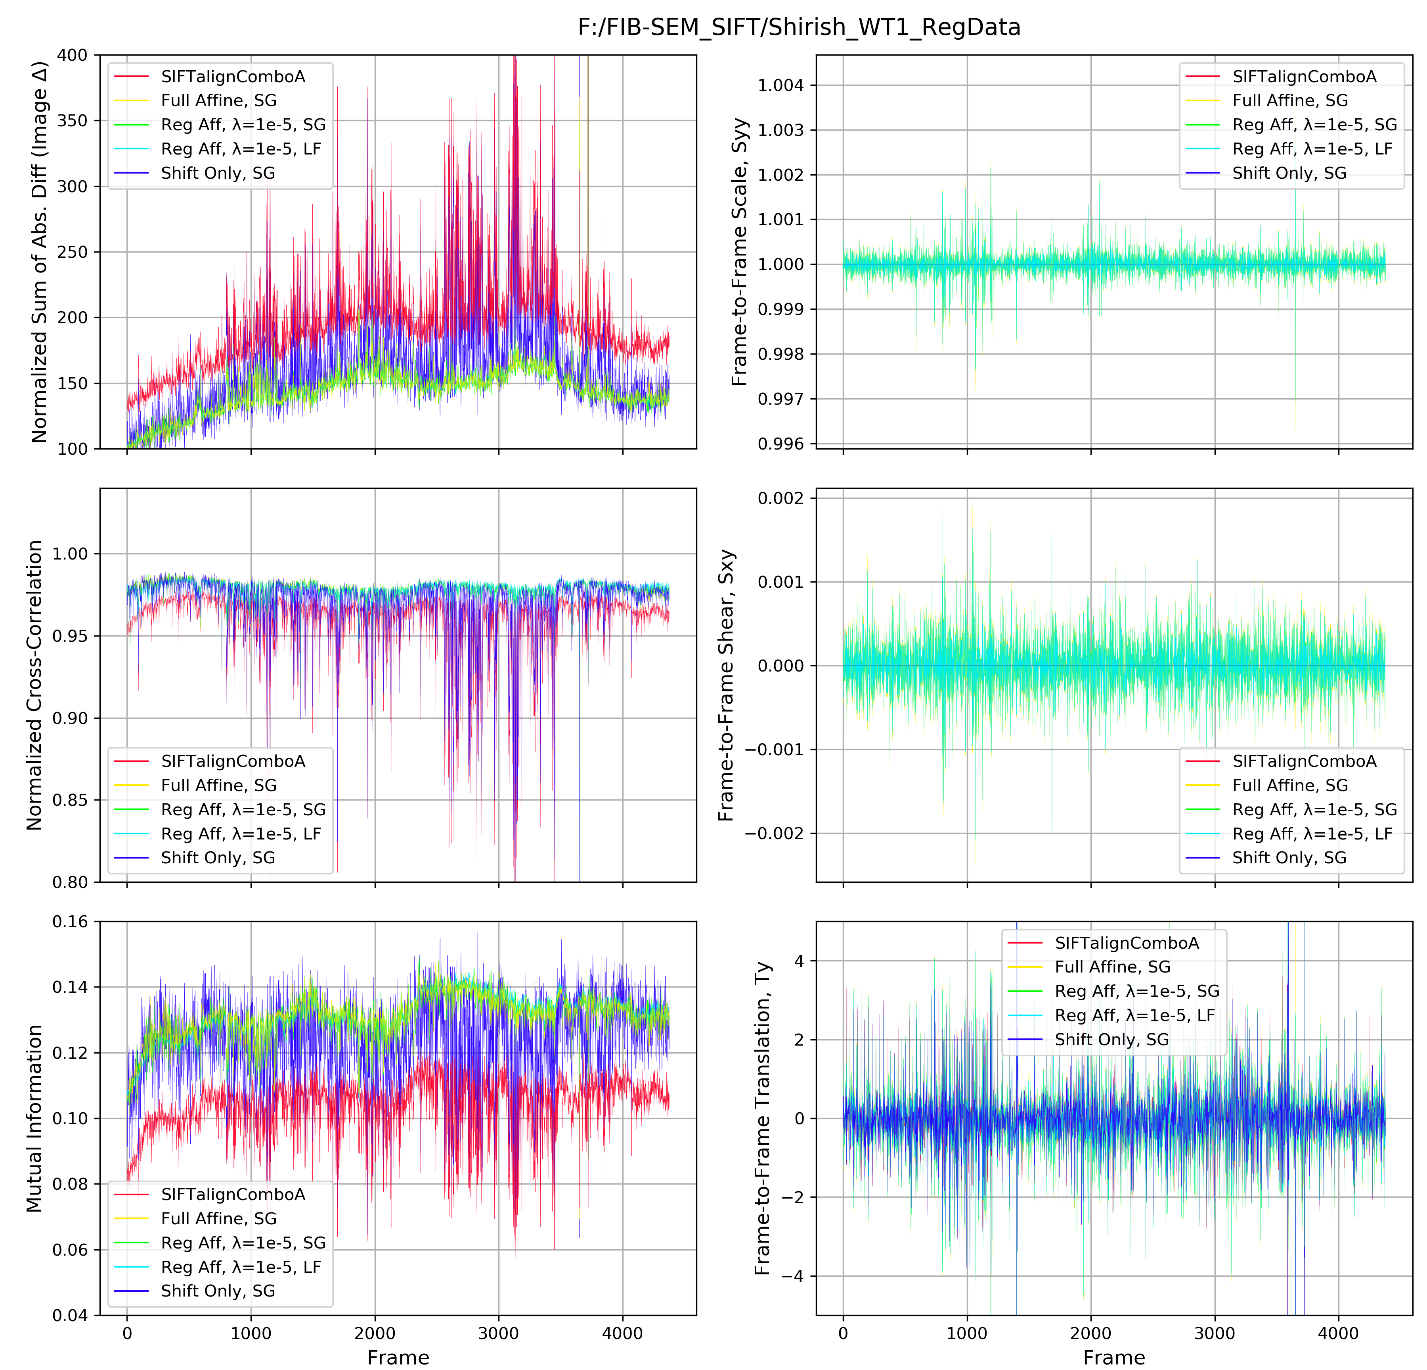 F:/FIB-SEM_SIFT/Shirish_WT1_RegData
Normalized Sum of Abs. Diff (Image Δ)
400
350
300
250
200
150
100
SIFTalignComboA
Full Affine, SG
Reg Aff, λ=1e-5, SG
Reg Aff, λ=1e-5, LF
Shift Only, SG
Frame-to-Frame Scale, Syy
1.004
1.003
1.002
1.001
1.000
0.999
0.998
0.997
0.996
SIFTalignComboA
Full Affine, SG
Reg Aff, λ=1e-5, SG
Reg Aff, λ=1e-5, LF
Shift Only, SG
Normalized Cross-Correlation
1.00
0.95
0.90
0.85
0.80
SIFTalignComboA
Full Affine, SG
Reg Aff, λ=1e-5, SG
Reg Aff, λ=1e-5, LF
Shift Only, SG
Frame-to-Frame Shear, Sxy
0.002
0.001
0.000
−0.001
−0.002
SIFTalignComboA
Full Affine, SG
Reg Aff, λ=1e-5, SG
Reg Aff, λ=1e-5, LF
Shift Only, SG
Mutual Information
0.16
0.14
0.12
0.10
0.08
0.06
0.04
SIFTalignComboA
Full Affine, SG
Reg Aff, λ=1e-5, SG
Reg Aff, λ=1e-5, LF
Shift Only, SG
0 1000 2000 3000 4000
Frame
Frame-to-Frame Translation, Ty
4
2
0
−2
−4
SIFTalignComboA
Full Affine, SG
Reg Aff, λ=1e-5, SG
Reg Aff, λ=1e-5, LF
Shift Only, SG
0 1000 2000 3000 4000
Frame